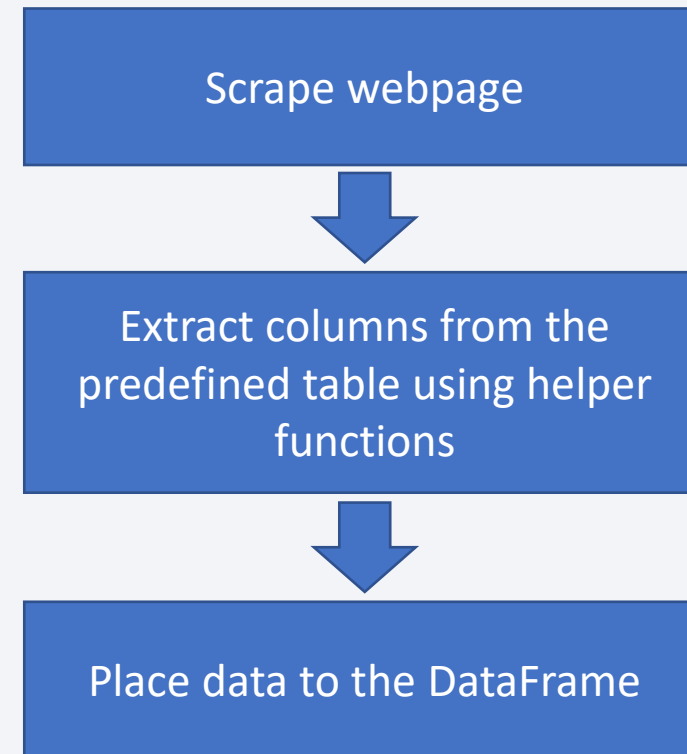 Scrape webpage
Extract columns from the
predefined table using helper
functions
Place data to the DataFrame